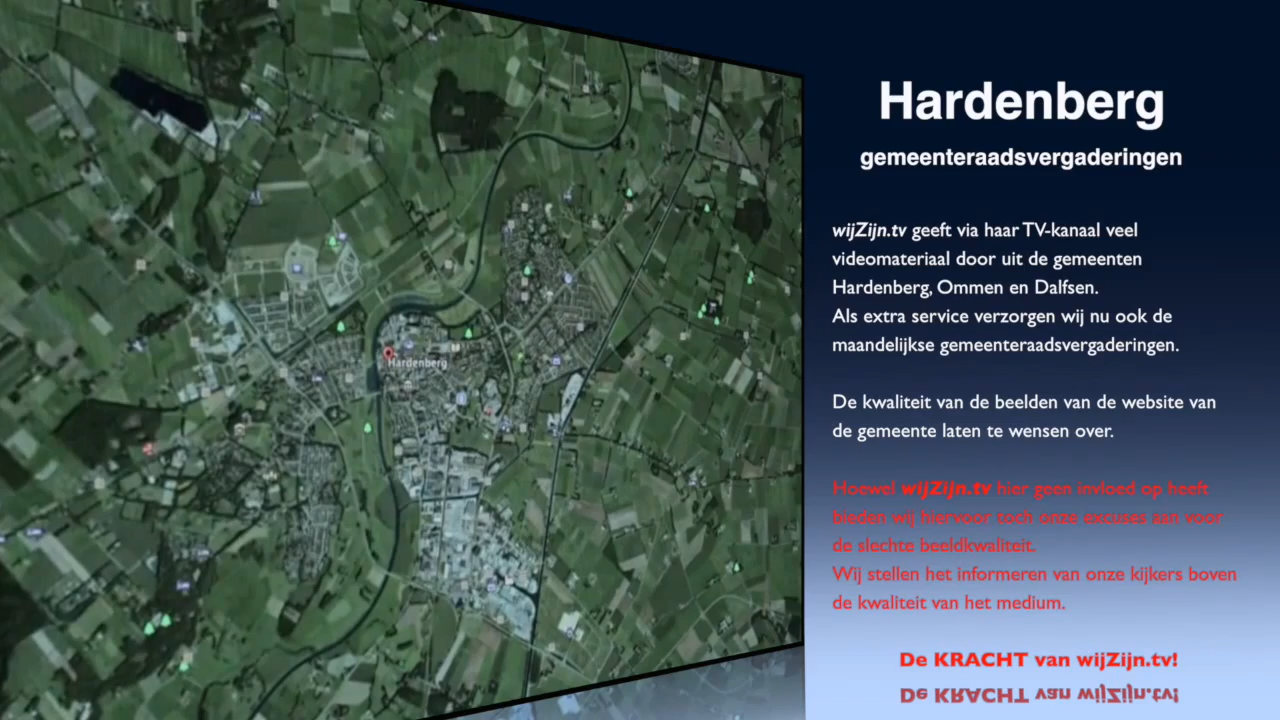 Hardenberg
gemeenteraadsvergaderingen
wijZijn.tv geeft via haar TV-kanaal veel
videomateriaal door uit de gemeenten
Hardenberg, Ommen en Dalfsen.
Als extra service verzorgen wij nu ook de
maandelijkse gemeenteraadsvergaderingen.
De kwaliteit van de beelden van de website van
de gemeente laten te wensen over.
Hoewel wijZijn.tv hier geen invloed op heeft
bieden wij hiervoor toch onze excuses aan voor
de slechte beeldkwaliteit.
Wij stellen het informeren van onze kijkers boven
de kwaliteit van het medium.
De KRACHT van wijZijn.tv!
Hardenberg